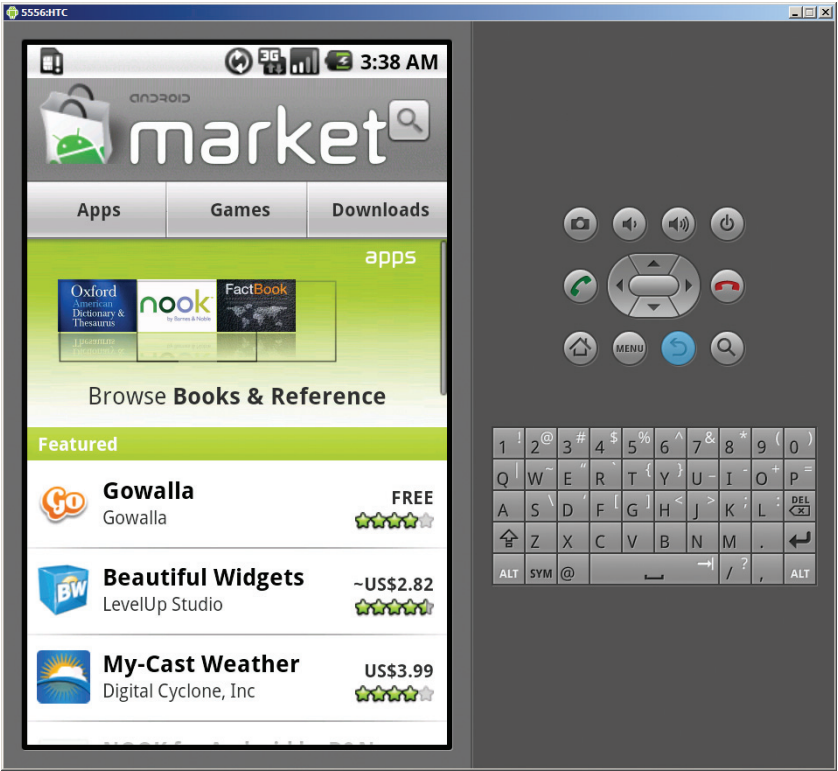 5556:HTC
3G
3:38 AM
ANDROID
market
Apps Games Downloads
apps
Oxford
American
Dictionary &
Thesaurus
nook
by Barnes & Noble
FactBook
Browse Books & Reference
Featured
Gowalla
FREE
Gowalla
Beautiful Widgets
~US$2.82
LevelUp Studio
My-Cast Weather
US$3.99
Digital Cyclone, Inc
MENU
1 ! 2 @ 3 # 4 $ 5 % 6 ^ 7 & 8 * 9 ( 0 )
Q | W ~ E " R ` T { Y } U _ I - O + P =
A S \ D ' F [ G ] H < J > K ; L : DEL
Z X C V B N M .
ALT SYM @ / ? , ALT